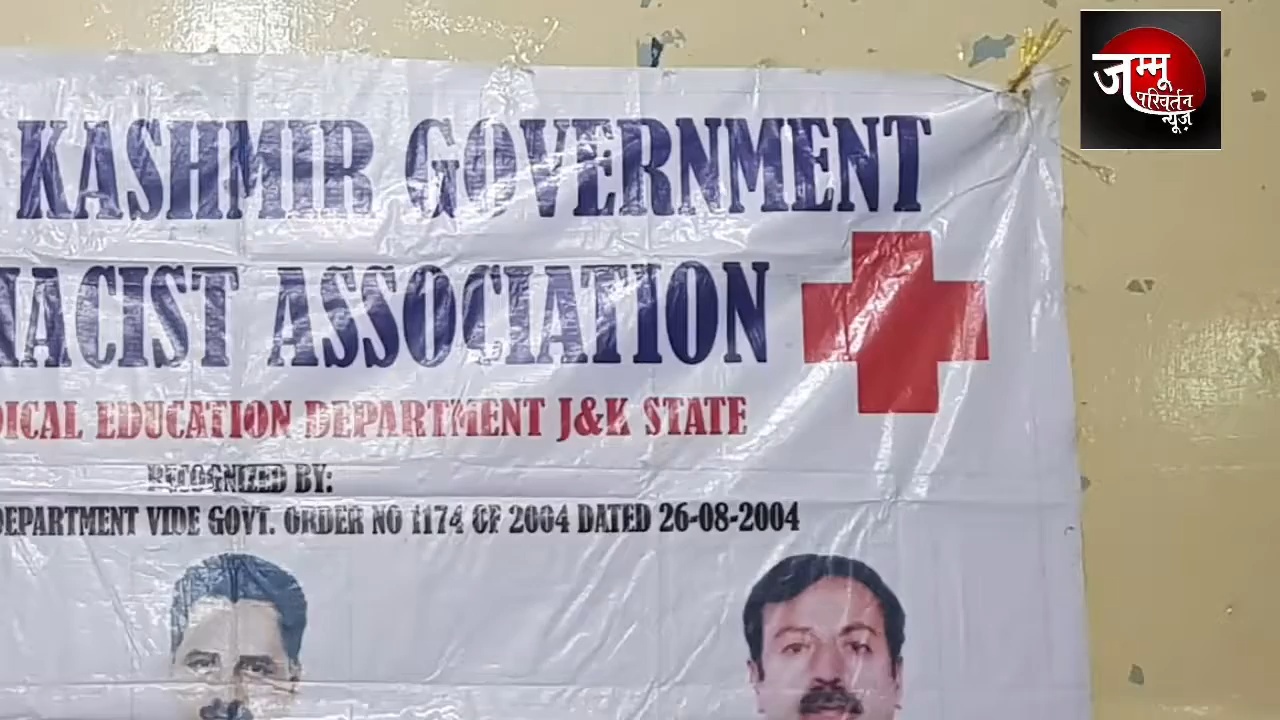 KASHMIR GOVERNMENT
ACIST ASSOCIATION
DICAL EDUCATION DEPARTMENT J&K STATE
RECOGNIZED BY:
DEPARTMENT VIDE GOVT. ORDER NO 1174 OF 2004 DATED 26-08-2004
जम्मू
परिवर्तन
न्यूज़